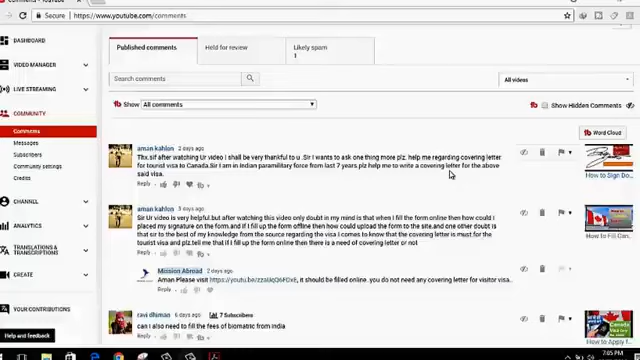 Comments - YouTube
Secure
https://www.youtube.com/comments
DASHBOARD
VIDEO MANAGER
LIVE STREAMING
COMMUNITY
Comments
Messages
Subscribers
Community settings
Credits
CHANNEL
ANALYTICS
TRANSLATIONS &
TRANSCRIPTIONS
CREATE
YOUR CONTRIBUTIONS
Help and feedback
Published comments
Held for review
Likely spam
1
Search comments
All videos
Show
All comments
Show Hidden Comments
Word Cloud
aman kahlon 2 days ago
Thx.sif after watching Ur video I shall be very thankful to u .Sir I wants to ask one thing more plz. help me regarding covering letter
for tourist visa to Canada.Sir I am in Indian paramilitary force from last 7 years.plz help me to write a covering letter for the above
said visa.
Reply
How to Sign Do...
aman kahlon 3 days ago
Sir Ur video is very helpful..but after watching this video only doubt in my mind is that when I fill the form online then how could I
placed my signature on the form.and if I fill the form offline then how could upload the form to the site.and one other doubt is
that sir to the best of my knowledge from the source regarding the visa I comes to know that the covering letter is must.for the
tourist visa and plz.tell me that if I fill up the form online then there is a need of covering letter or not
Reply
How to Fill Can...
Mission Abroad 2 days ago
Aman Please visit
it should be filled online. you do not need any covering letter for visitor visa..
Reply
ravi dhiman 6 days ago
7 Subscribers
can i also need to fill the fees of biomatric from india
Reply
Canada
Visa
How to Apply f...
7:05 PM